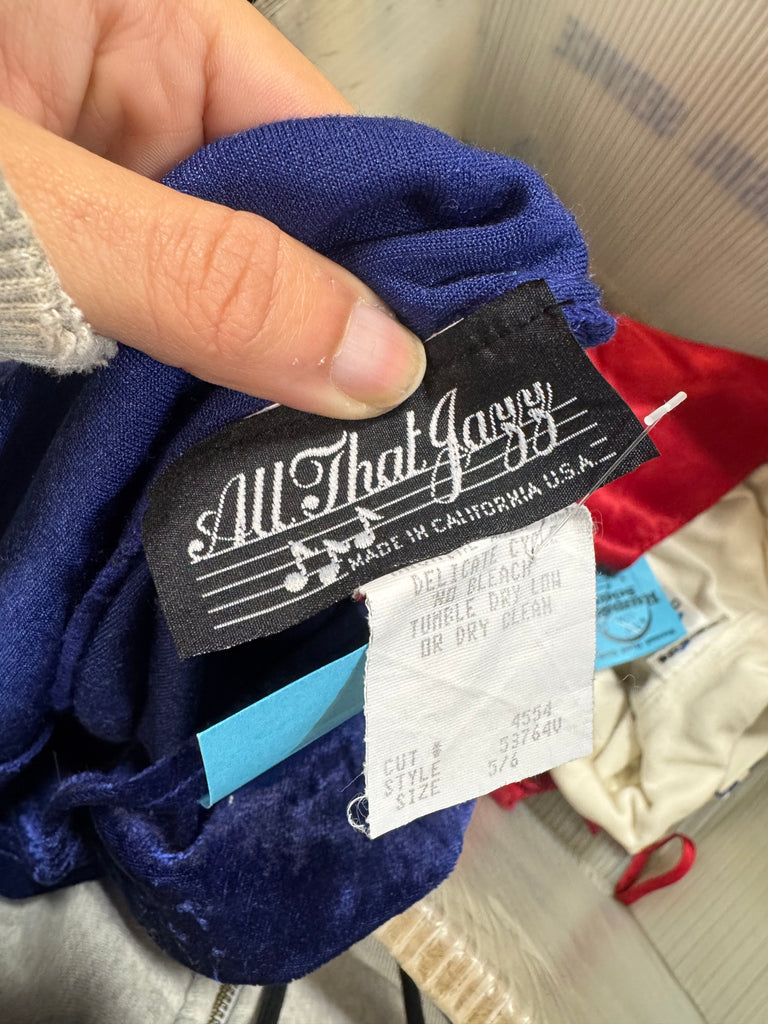 All That Jazz
MADE IN CALIFORNIA U.S.A.
DELICATE
NO BLEACH
TUMBLE DRY LOW
OR DRY CLEAN
CUT # 4554
STYLE 53764V
SIZE 5/6